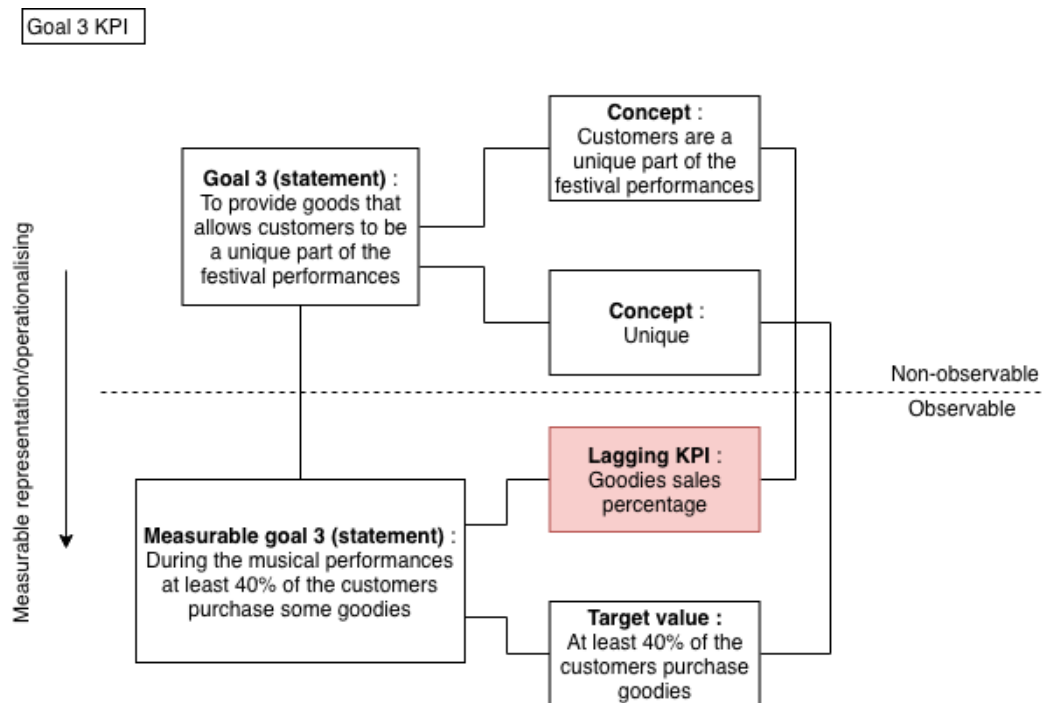 Goal 3 KPI
Concept :
Customers are a
unique part of the
festival performances
Goal 3 (statement) :
To provide goods that
allows customers to be
a unique part of the
festival performances
Concept :
Unique
Measurable representation/operationalising
Non-observable
Observable
Lagging KPI :
Goodies sales
percentage
Measurable goal 3 (statement) :
During the musical performances
at least 40% of the customers
purchase some goodies
Target value :
At least 40% of the
customers purchase
goodies